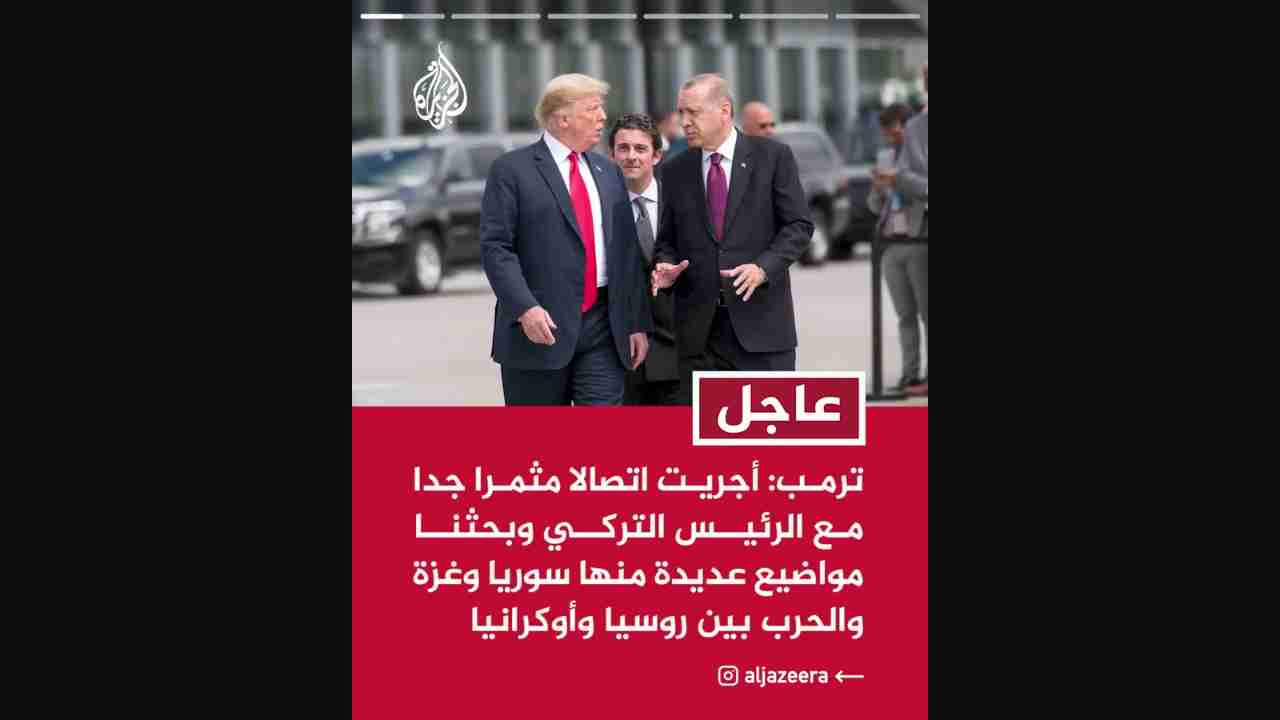 الجزيرة
عاجل
ترمب: أجريت اتصالا مثمرا جدا
مع الرئيس التركي وبحثنا
مواضيع عديدة منها سوريا وغزة
والحرب بين روسيا وأوكرانيا
aljazeera